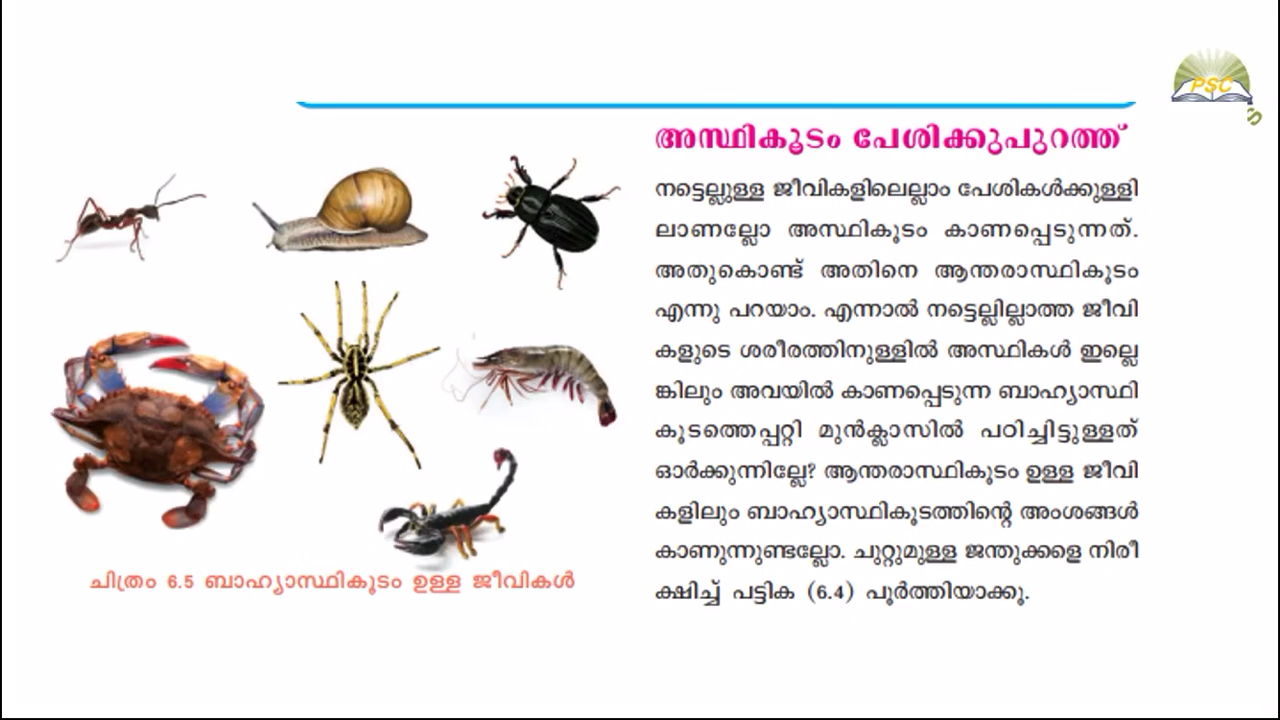 PSC
S
അസ്ഥികൂടം പേശിക്കുപുറത്ത്
നട്ടെല്ലുള്ള ജീവികളിലെല്ലാം പേശികൾക്കുള്ളി
ലാണല്ലോ അസ്ഥികൂടം കാണപ്പെടുന്നത്.
അതുകൊണ്ട് അതിനെ ആന്തരാസ്ഥികൂടം
എന്നു പറയാം. എന്നാൽ നട്ടെല്ലില്ലാത്ത ജീവി
കളുടെ ശരീരത്തിനുള്ളിൽ അസ്ഥികൾ ഇല്ലെ
ങ്കിലും അവയിൽ കാണപ്പെടുന്ന ബാഹ്യാസ്ഥി
കൂടത്തെപ്പറ്റി മുൻക്ലാസിൽ പഠിച്ചിട്ടുള്ളത്
ഓർക്കുന്നില്ലേ? ആന്തരാസ്ഥികൂടം ഉള്ള ജീവി
കളിലും ബാഹ്യാസ്ഥികൂടത്തിന്റെ അംശങ്ങൾ
കാണുന്നുണ്ടല്ലോ. ചുറ്റുമുള്ള ജന്തുക്കളെ നിരീ
ക്ഷിച്ച് പട്ടിക (6.4) പൂർത്തിയാക്കൂ.
ചിത്രം 6.5 ബാഹ്യാസ്ഥികൂടം ഉള്ള ജീവികൾ